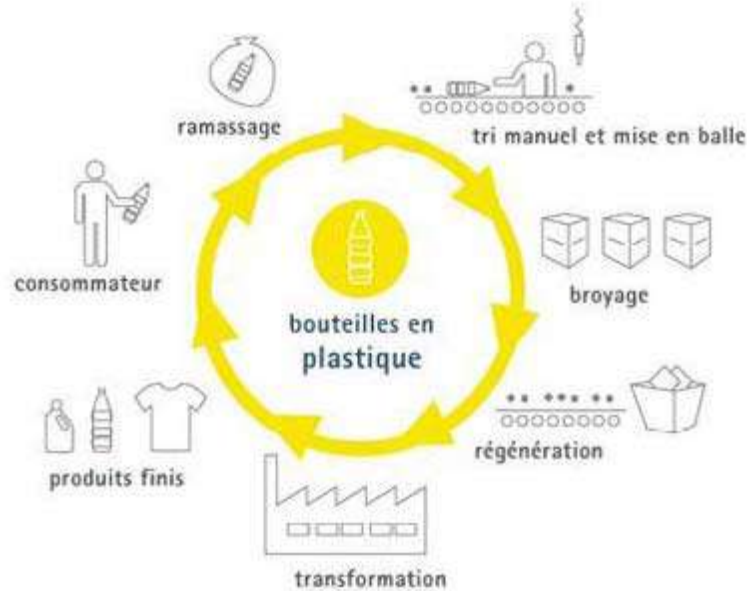 ramassage
tri manuel et mise en balle
consommateur
broyage
bouteilles en
plastique
régénération
produits finis
transformation